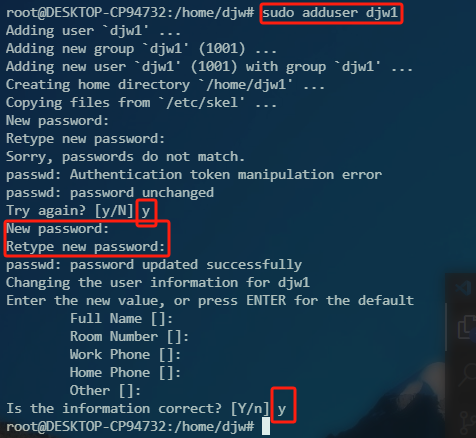 root@DESKTOP-CP94732:/home/djw# sudo adduser djw1
Adding user `djw1' ...
Adding new group `djw1' (1001) ...
Adding new user `djw1' (1001) with group `djw1' ...
Creating home directory `/home/djw1' ...
Copying files from `/etc/skel' ...
New password:
Retype new password:
Sorry, passwords do not match.
passwd: Authentication token manipulation error
passwd: password unchanged
Try again? [y/N] y
New password:
Retype new password:
passwd: password updated successfully
Changing the user information for djw1
Enter the new value, or press ENTER for the default
Full Name []:
Room Number []:
Work Phone []:
Home Phone []:
Other []:
Is the information correct? [Y/n] y
root@DESKTOP-CP94732:/home/djw#